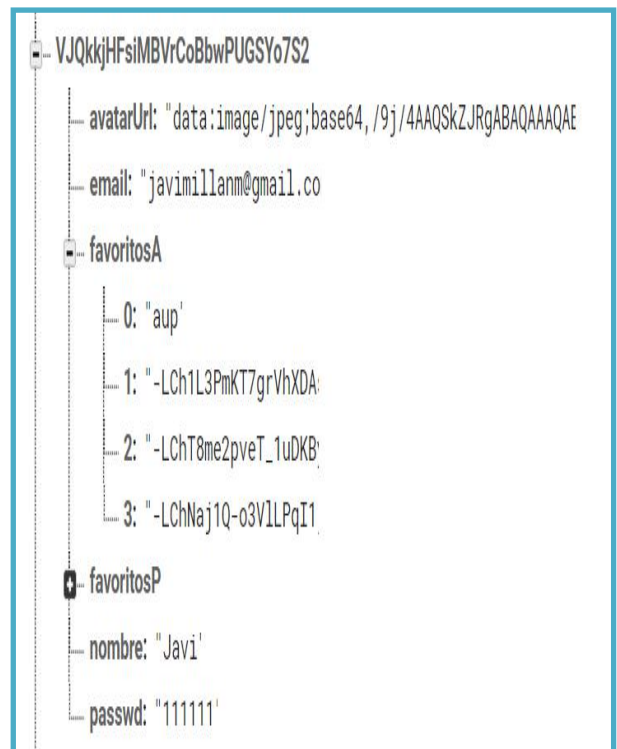 VJQkkjHFsiMBVrCoBbwPUGSYo7S2
avatarUrl: "data:image/jpeg;base64,/9j/4AAQSkZJRgABAQAAAQAE
email: "javimillanm@gmail.co
favoritosA
0: "aup'
1: "-LCh1L3PmKT7grVhXDA
2: "-LChT8me2pveT_1uDKB
3: "-LChNaj1Q-o3VlLPqI1
favoritosP
nombre: "Javi'
passwd: "111111'